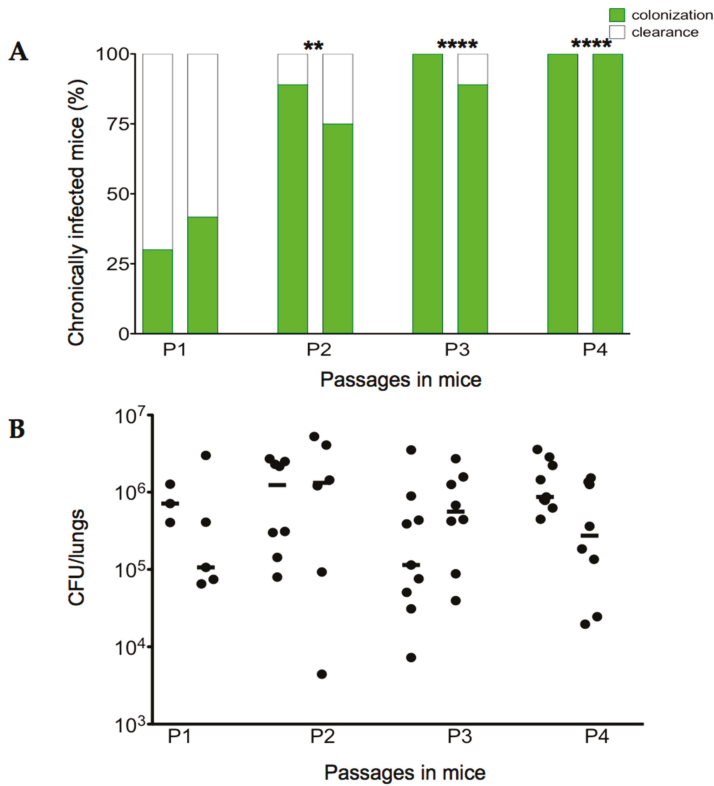 colonization
clearance
A
** **** ****
100
75
50
25
0
Chronically infected mice (%)
P1 P2 P3 P4
Passages in mice
B
10⁷
10⁶
10⁵
10⁴
10³
CFU/lungs
P1 P2 P3 P4
Passages in mice